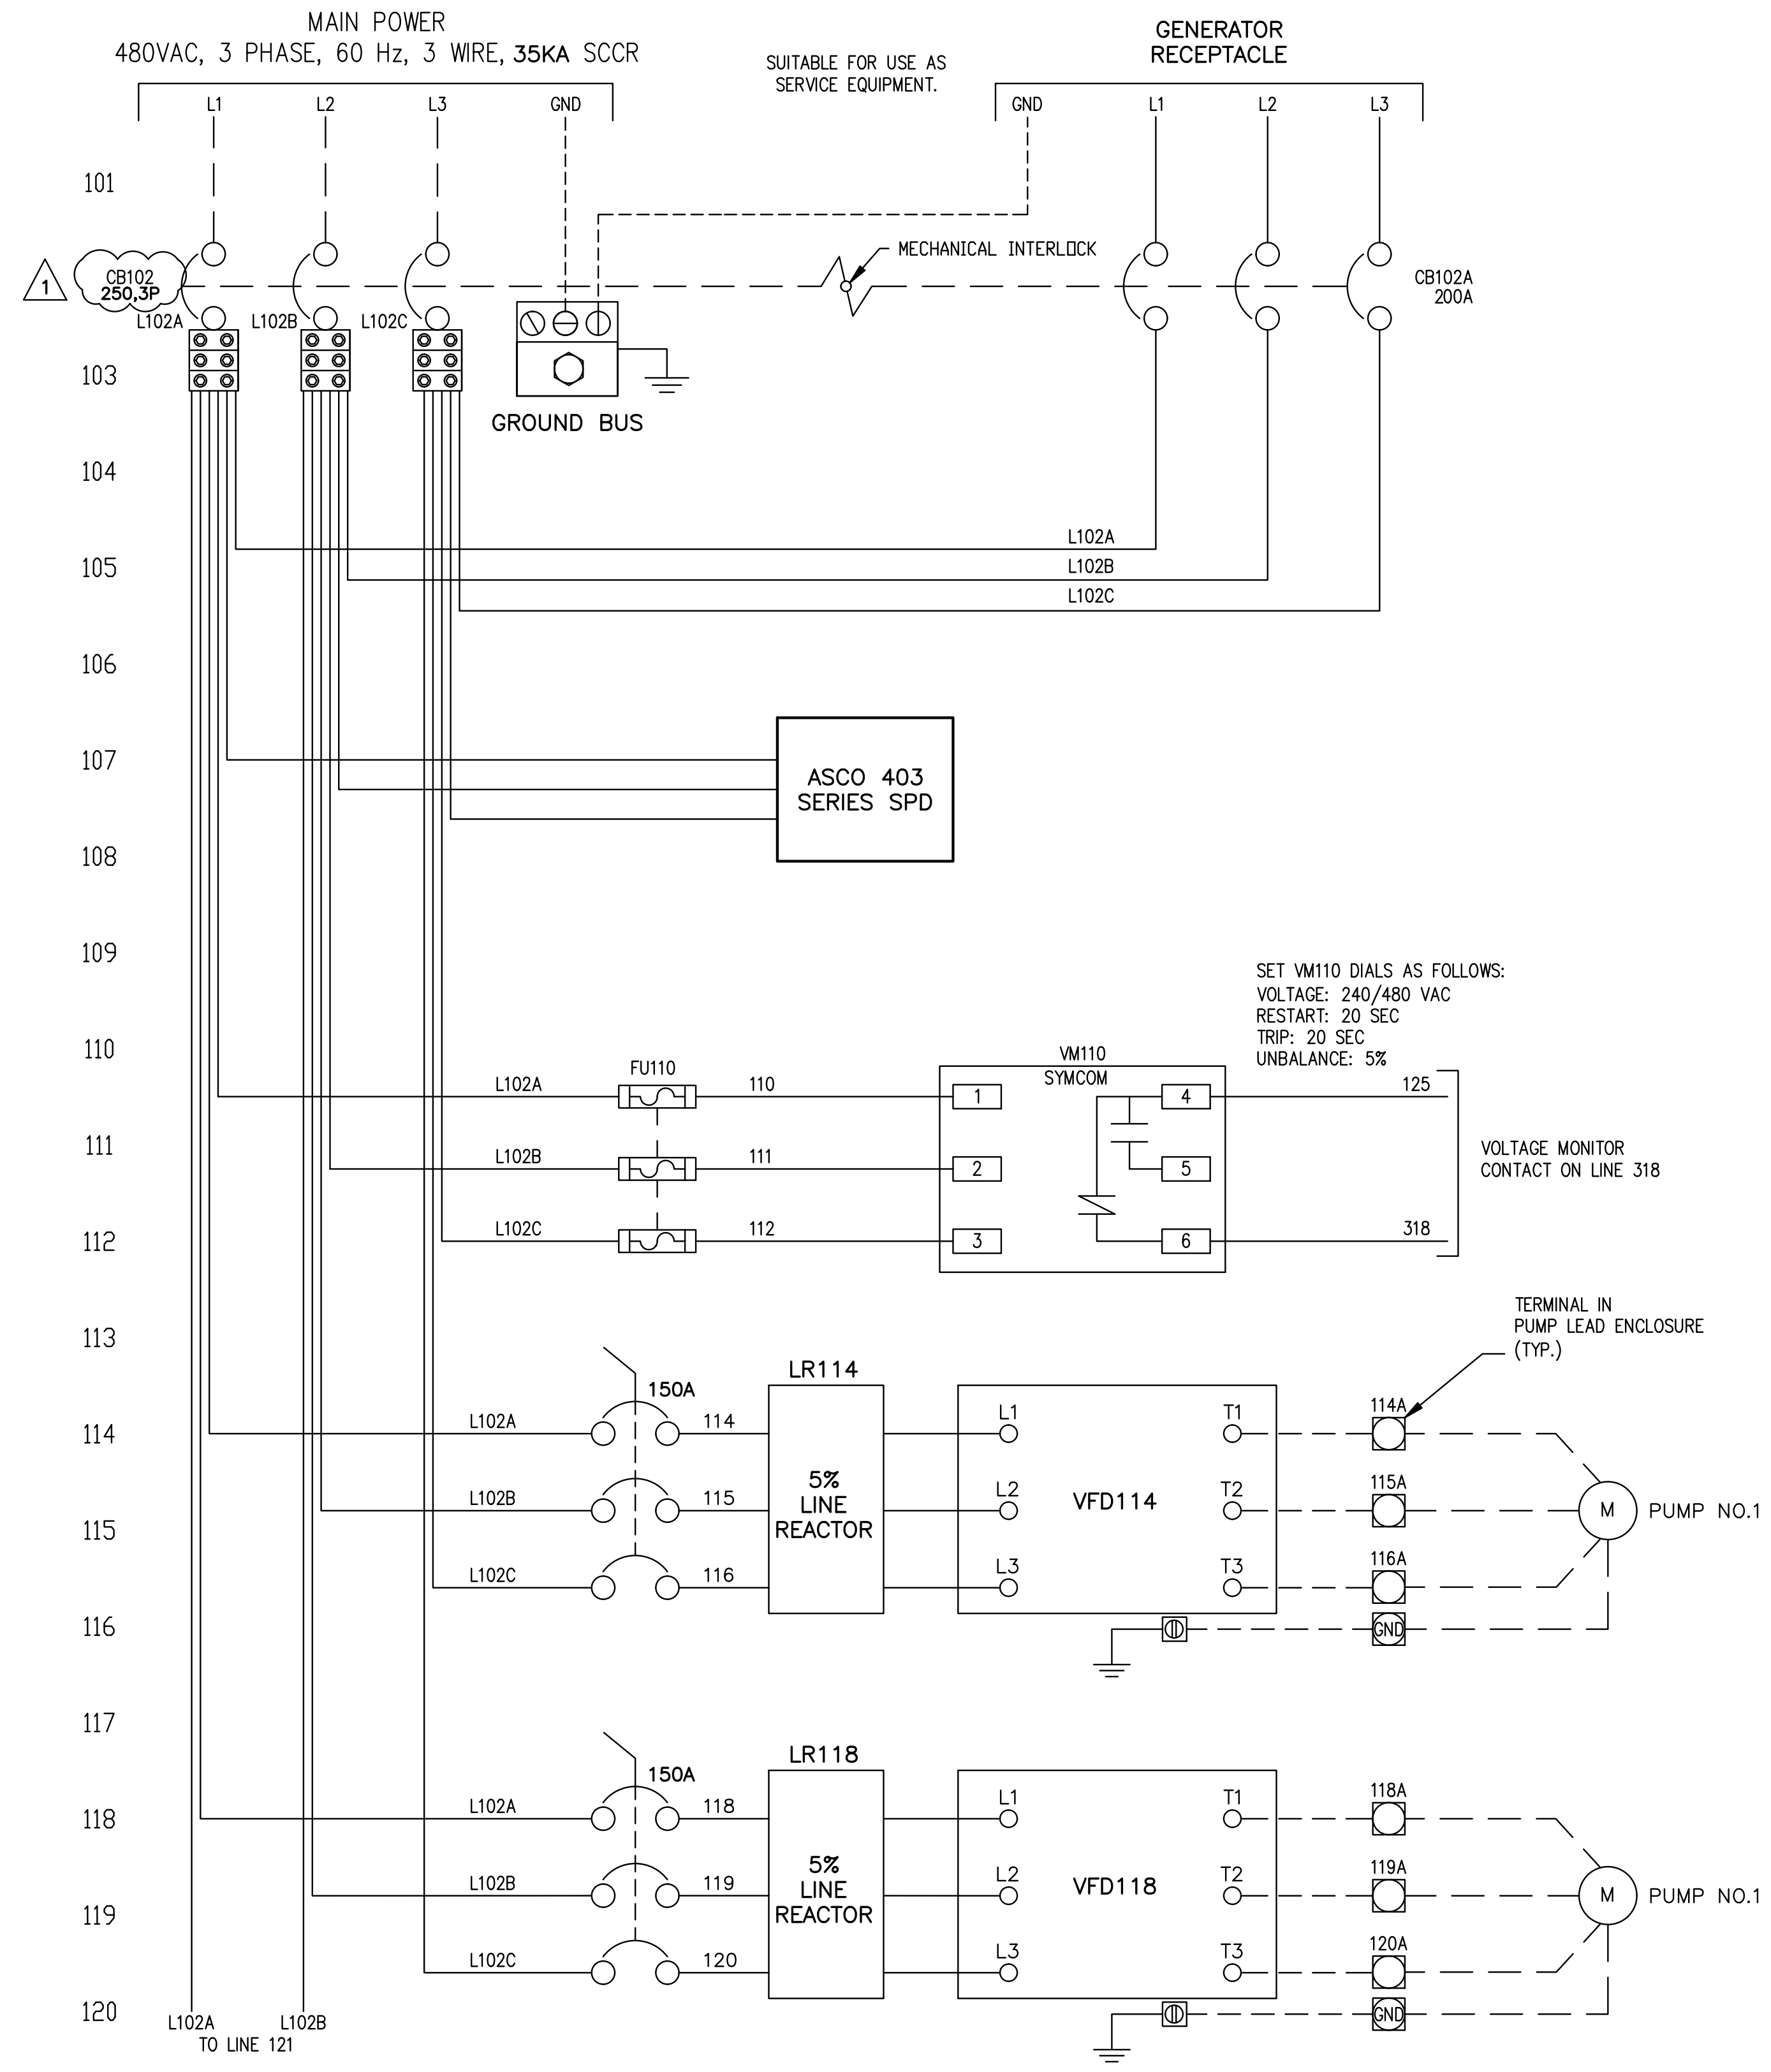 MAIN POWER
480VAC, 3 PHASE, 60 Hz, 3 WIRE, 35KA SCCR
L1
L2
L3
GND
SUITABLE FOR USE AS
SERVICE EQUIPMENT.
GENERATOR
RECEPTACLE
GND
L1
L2
L3
101
MECHANICAL INTERLOCK
1
CB102
250,3P
CB102A
200A
L102A
L102B
L102C
103
GROUND BUS
104
L102A
105
L102B
L102C
106
107
ASCO 403
SERIES SPD
108
109
SET VM110 DIALS AS FOLLOWS:
VOLTAGE: 240/480 VAC
RESTART: 20 SEC
TRIP: 20 SEC
UNBALANCE: 5%
110
FU110
VM110
SYMCOM
L102A
110
1
4
125
111
L102B
111
2
5
VOLTAGE MONITOR
CONTACT ON LINE 318
112
L102C
112
3
6
318
113
TERMINAL IN
PUMP LEAD ENCLOSURE
(TYP.)
LR114
150A
114
L102A
114
L1
T1
114A
5%
LINE
REACTOR
L102B
115
L2
VFD114
T2
115A
M
PUMP NO.1
115
L102C
116
L3
T3
116A
116
GND
117
LR118
150A
118
L102A
118
L1
T1
118A
5%
LINE
REACTOR
L102B
119
L2
VFD118
T2
119A
M
PUMP NO.1
119
L102C
120
L3
T3
120A
120
GND
L102A
L102B
TO LINE 121